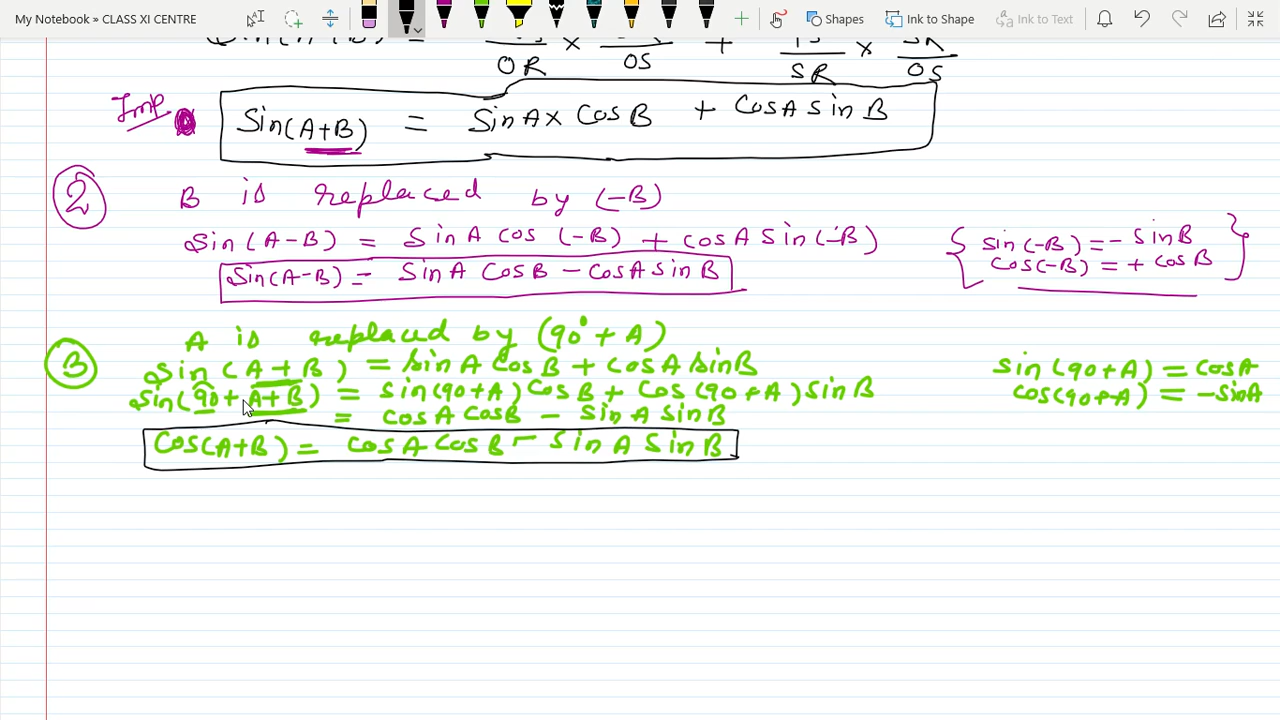 My Notebook » CLASS XI CENTRE
Shapes Ink to Shape Ink to Text
OR × OS + SR × OS
Imp Sin(A+B) = SinA× CosB + CosA sinB
② B is replaced by (-B)
Sin(A-B) = SinA cos (-B) + cosA Sin(-B) { sin(-B) = - sinB
cos(-B) = + cosB }
Sin(A-B) = SinA CosB - CosA sinB
③ A is replaced by (90° + A)
Sin (A+B) = sinA CosB + cosA sinB sin(90+A) = cosA
Sin(90+A+B) = sin(90+A)CosB + Cos(90+A)sinB cos(90+A) = -sinA
= cosA cosB - sinA sinB
Cos(A+B) = cosA cosB - sinA sinB